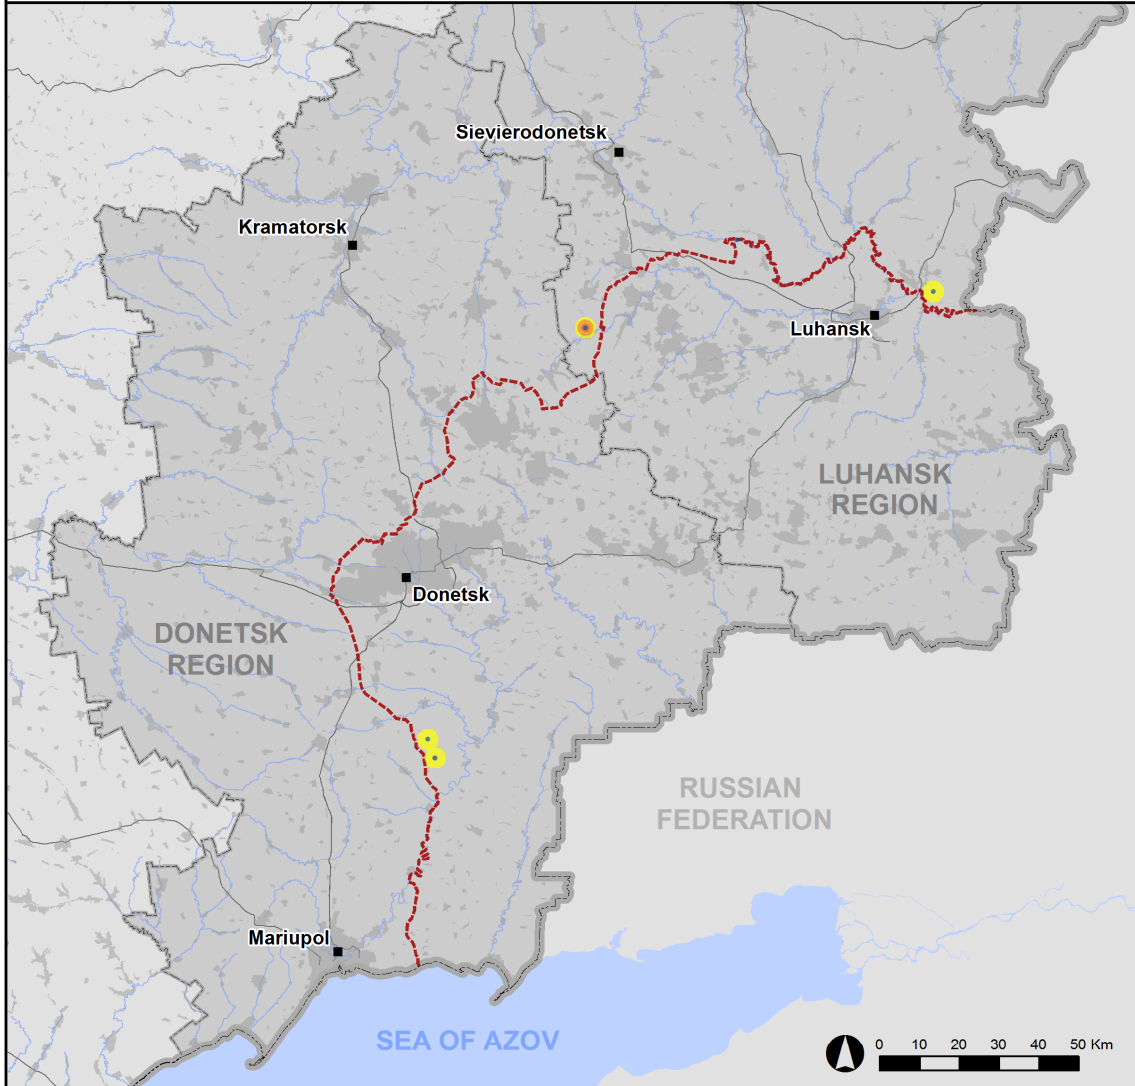 Sievierodonetsk
Kramatorsk
Luhansk
LUHANSK
REGION
Donetsk
DONETSK
REGION
RUSSIAN
FEDERATION
Mariupol
SEA OF AZOV
0 10 20 30 40 50 Km